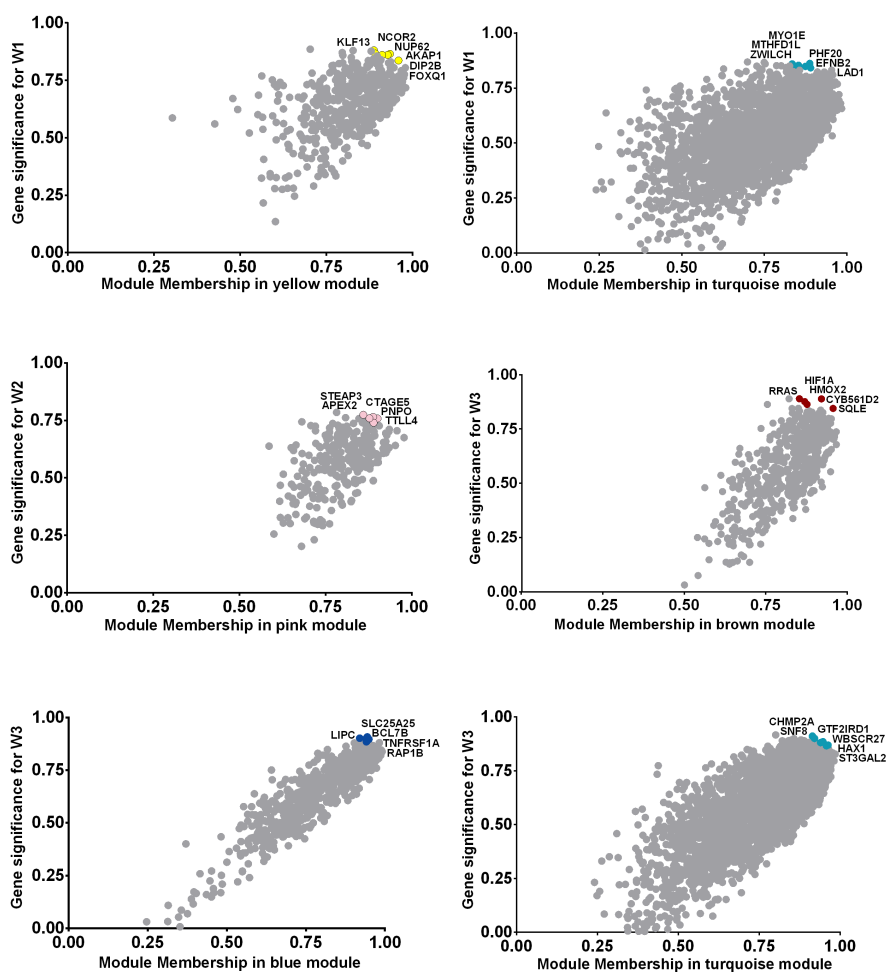 1.00
0.75
0.50
0.25
0.00
Gene significance for W1
KLF13
NCOR2
NUP62
AKAP1
DIP2B
FOXQ1
0.00
0.25
0.50
0.75
1.00
Module Membership in yellow module
1.00
0.75
0.50
0.25
0.00
Gene significance for W1
MYO1E
MTHFD1L
ZWILCH
PHF20
EFNB2
LAD1
0.00
0.25
0.50
0.75
1.00
Module Membership in turquoise module
1.00
0.75
0.50
0.25
0.00
Gene significance for W2
STEAP3
APEX2
CTAGE5
PNPO
TTLL4
0.00
0.25
0.50
0.75
1.00
Module Membership in pink module
1.00
0.75
0.50
0.25
0.00
Gene significance for W3
RRAS
HIF1A
HMOX2
CYB561D2
SQLE
0.00
0.25
0.50
0.75
1.00
Module Membership in brown module
1.00
0.75
0.50
0.25
0.00
Gene significance for W3
SLC25A25
LIPC
BCL7B
TNFRSF1A
RAP1B
0.00
0.25
0.50
0.75
1.00
Module Membership in blue module
1.00
0.75
0.50
0.25
0.00
Gene significance for W3
CHMP2A
SNF8
GTF2IRD1
WBSCR27
HAX1
ST3GAL2
0.00
0.25
0.50
0.75
1.00
Module Membership in turquoise module